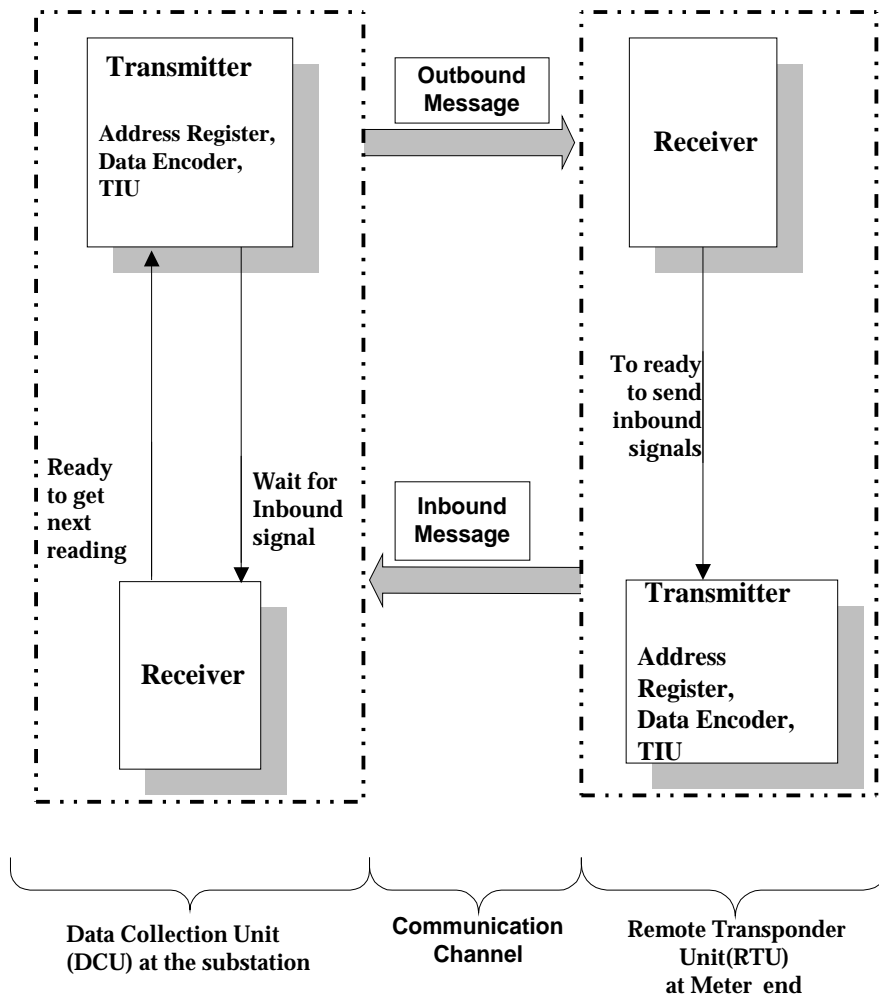 Transmitter
Address Register,
Data Encoder,
TIU
Outbound
Message
Receiver
To ready
to send
inbound
signals
Ready
to get
next
reading
Wait for
Inbound
signal
Inbound
Message
Receiver
Transmitter
Address
Register,
Data Encoder,
TIU
Data Collection Unit
(DCU) at the substation
Communication
Channel
Remote Transponder
Unit(RTU)
at Meter end